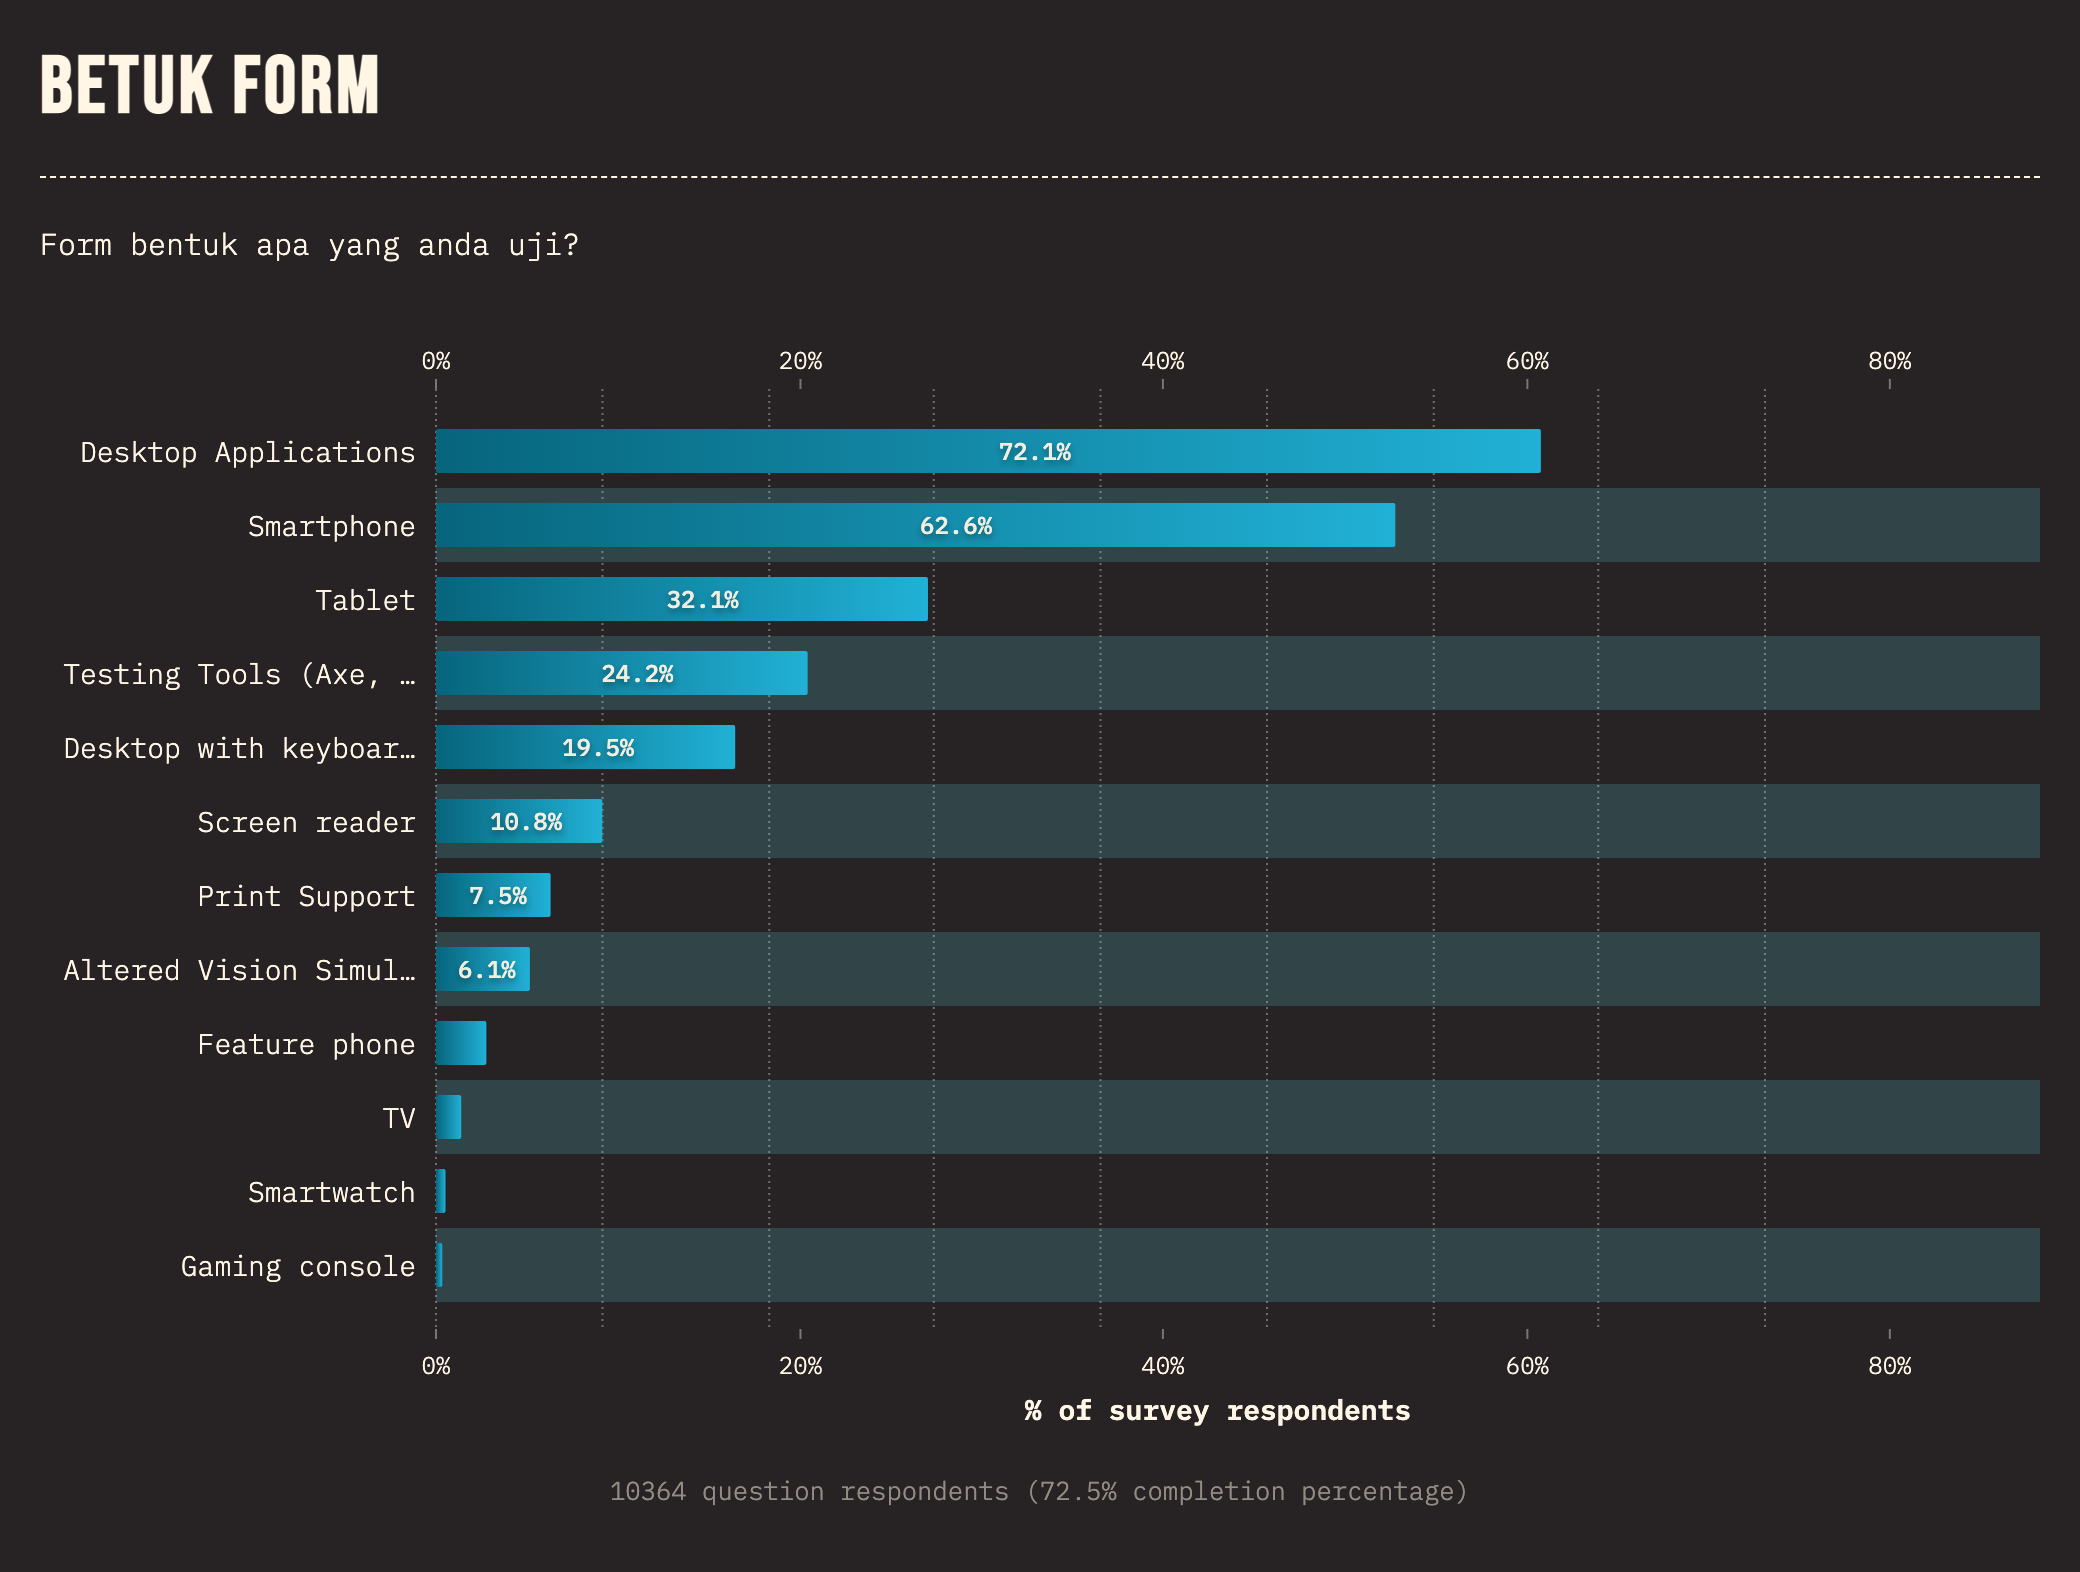 BETUK FORM
Form bentuk apa yang anda uji?
0% 20% 40% 60% 80%
Desktop Applications 72.1%
Smartphone 62.6%
Tablet 32.1%
Testing Tools (Axe, … 24.2%
Desktop with keyboar… 19.5%
Screen reader 10.8%
Print Support 7.5%
Altered Vision Simul… 6.1%
Feature phone
TV
Smartwatch
Gaming console
0% 20% 40% 60% 80%
% of survey respondents
10364 question respondents (72.5% completion percentage)